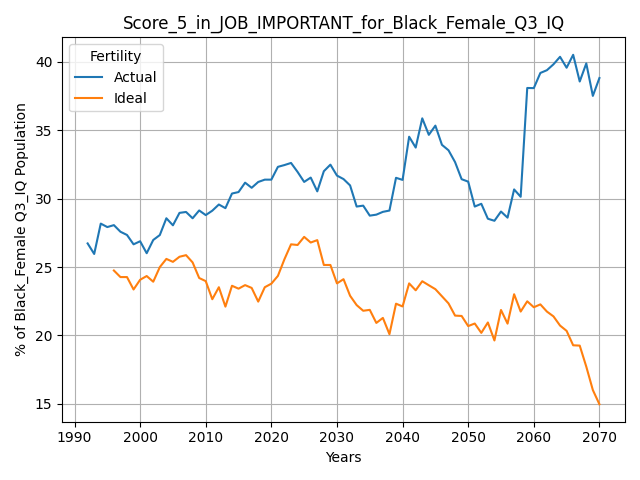 Score_5_in_JOB_IMPORTANT_for_Black_Female_Q3_IQ
Fertility
Actual
Ideal
% of Black_Female Q3_IQ Population
40
35
30
25
20
15
1990 2000 2010 2020 2030 2040 2050 2060 2070
Years